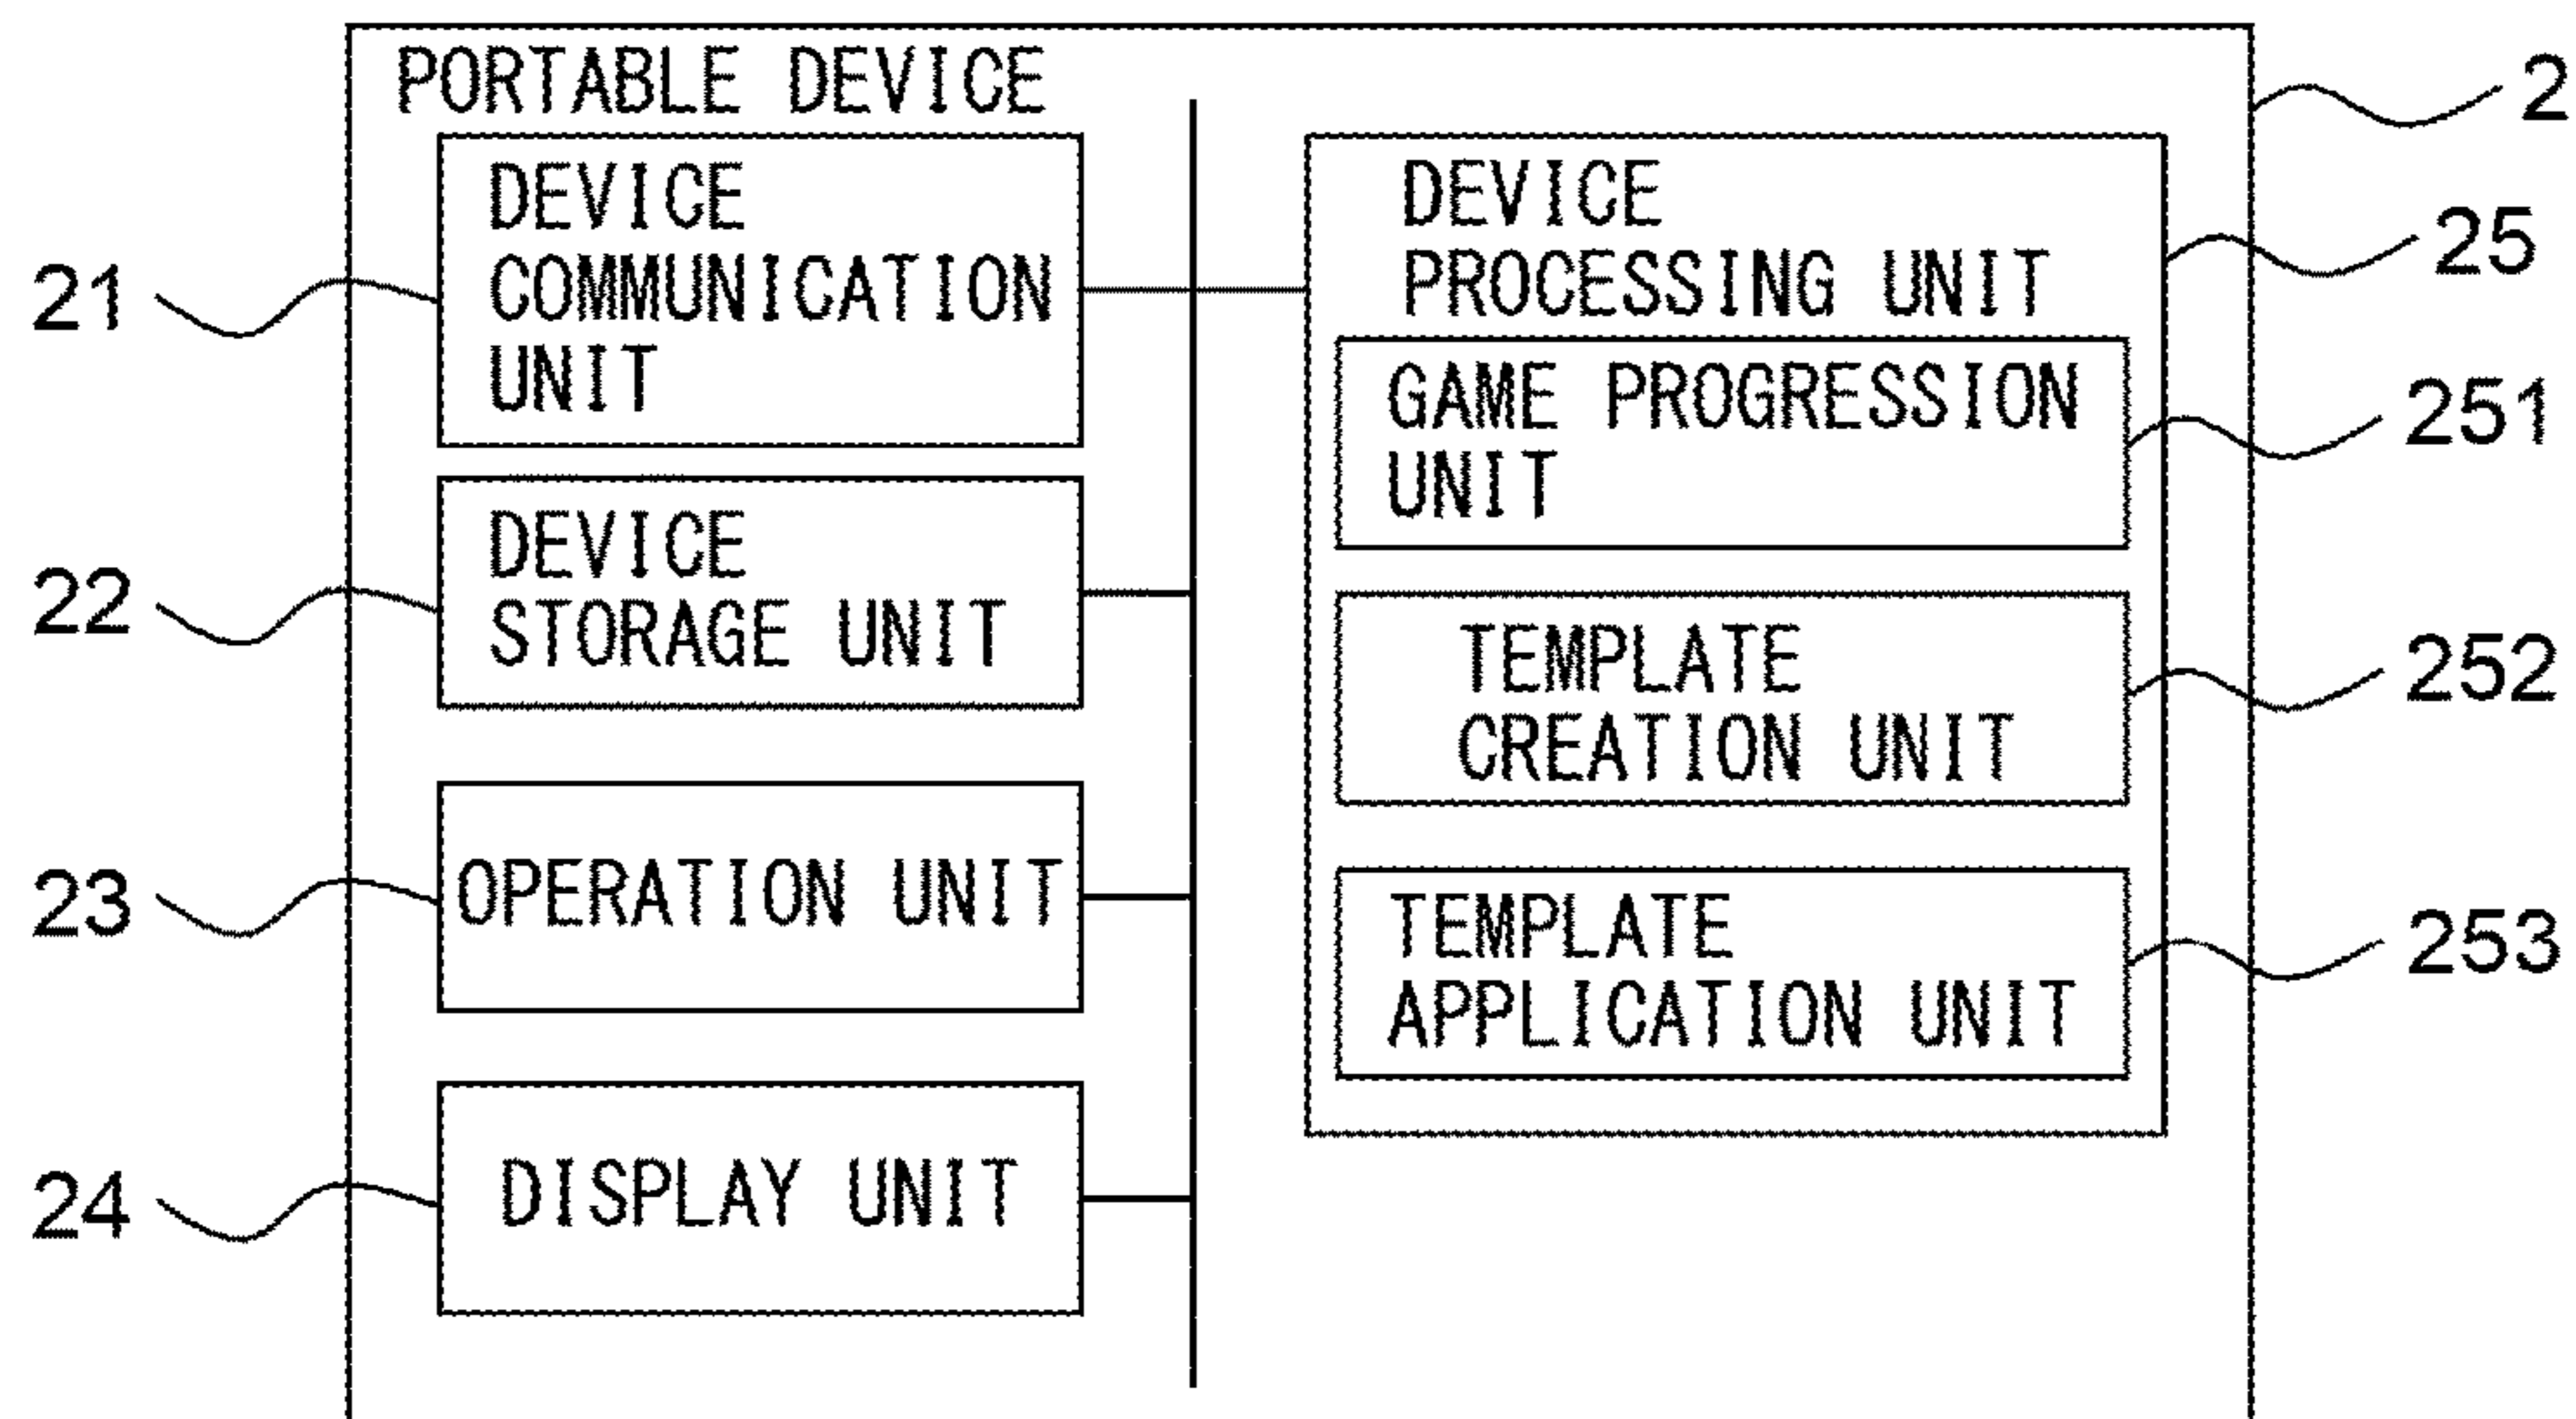 PORTABLE DEVICE
2
DEVICE
COMMUNICATION
UNIT
21
DEVICE
STORAGE UNIT
22
OPERATION UNIT
23
DISPLAY UNIT
24
DEVICE
PROCESSING UNIT
25
GAME PROGRESSION
UNIT
251
TEMPLATE
CREATION UNIT
252
TEMPLATE
APPLICATION UNIT
253